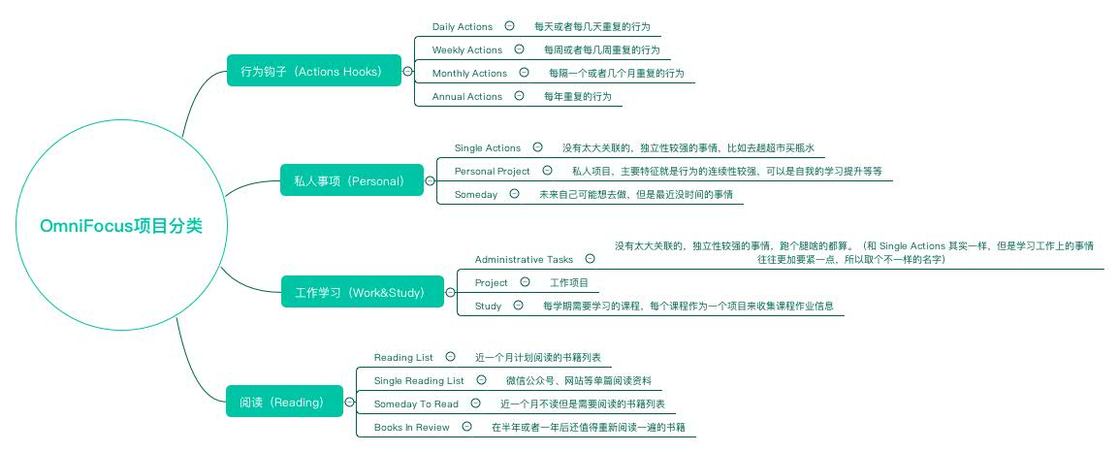 OmniFocus项目分类
行为钩子（Actions Hooks）
Daily Actions 每天或者每几天重复的行为
Weekly Actions 每周或者每几周重复的行为
Monthly Actions 每隔一个或者几个月重复的行为
Annual Actions 每年重复的行为
私人事项（Personal）
Single Actions 没有太大关联的、独立性较强的事情、比如去趟超市买瓶水
Personal Project 私人项目、主要特征就是行为的连续性较强、可以是自我的学习提升等等
Someday 未来自己可能想去做、但是最近没时间的事情
工作学习（Work&Study）
Administrative Tasks 没有太大关联的，独立性较强的事情，跑个腿啥的都算。（和 Single Actions 其实一样，但是学习工作上的事情
往往更加要紧一点，所以取个不一样的名字）
Project 工作项目
Study 每学期需要学习的课程，每个课程作为一个项目来收集课程作业信息
阅读（Reading）
Reading List 近一个月计划阅读的书籍列表
Single Reading List 微信公众号、网站等单篇阅读资料
Someday To Read 近一个月不读但是需要阅读的书籍列表
Books In Review 在半年或者一年后还值得重新阅读一遍的书籍